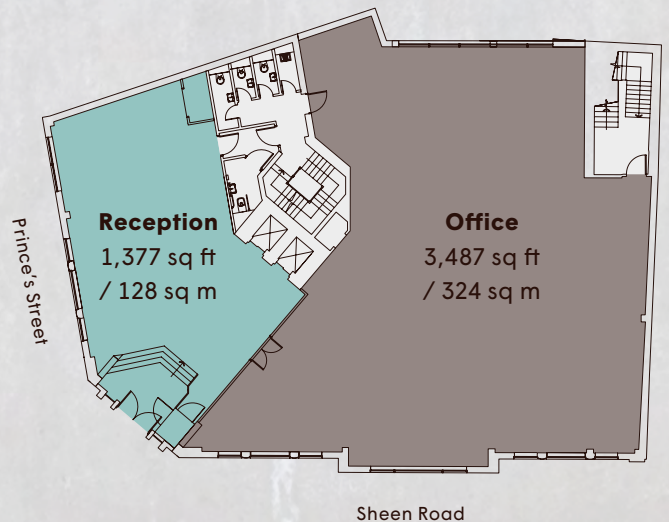 Prince's Street
Reception
1,377 sq ft
/ 128 sq m
Office
3,487 sq ft
/ 324 sq m
Sheen Road